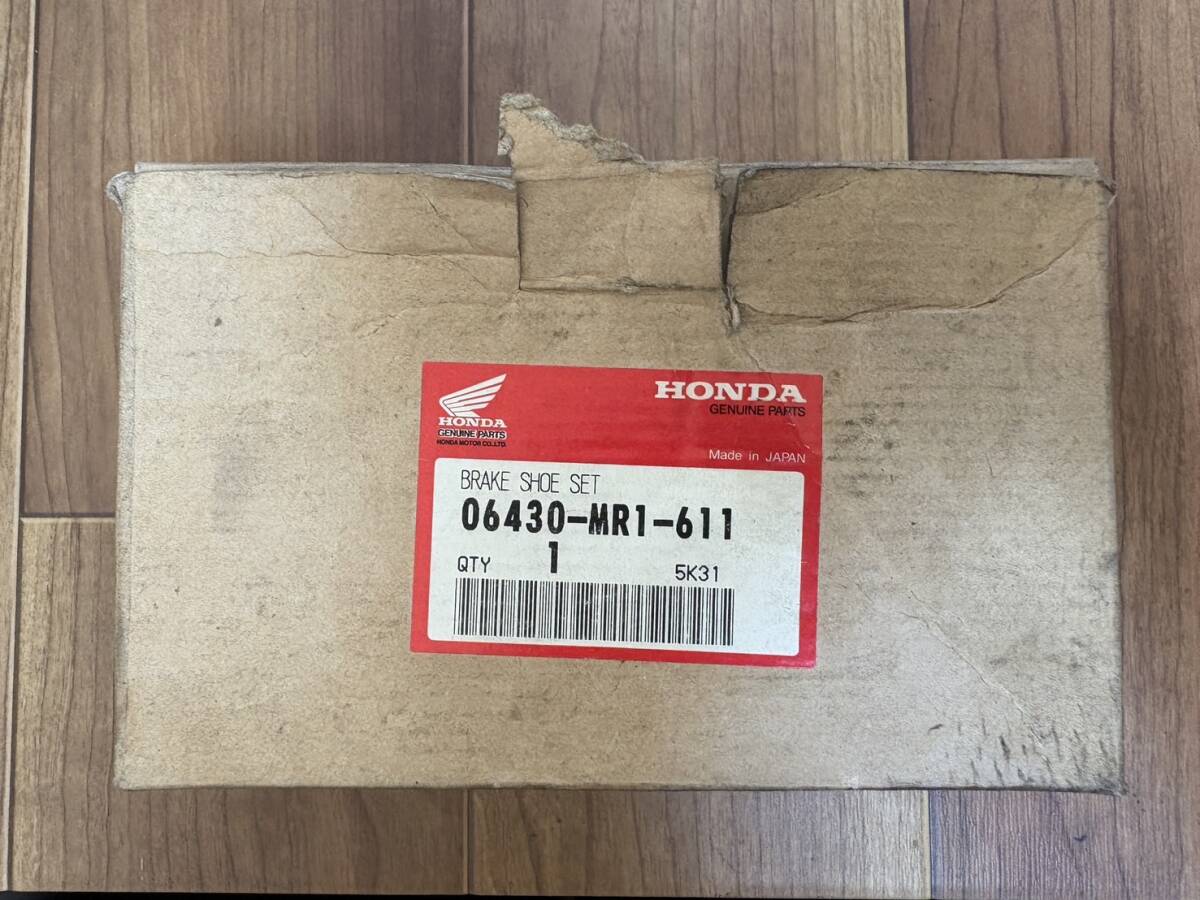 HONDA
GENUINE PARTS
HONDA MOTOR CO.,LTD.
HONDA
GENUINE PARTS
Made in JAPAN
BRAKE SHOE SET
06430-MR1-611
QTY 1 5K31